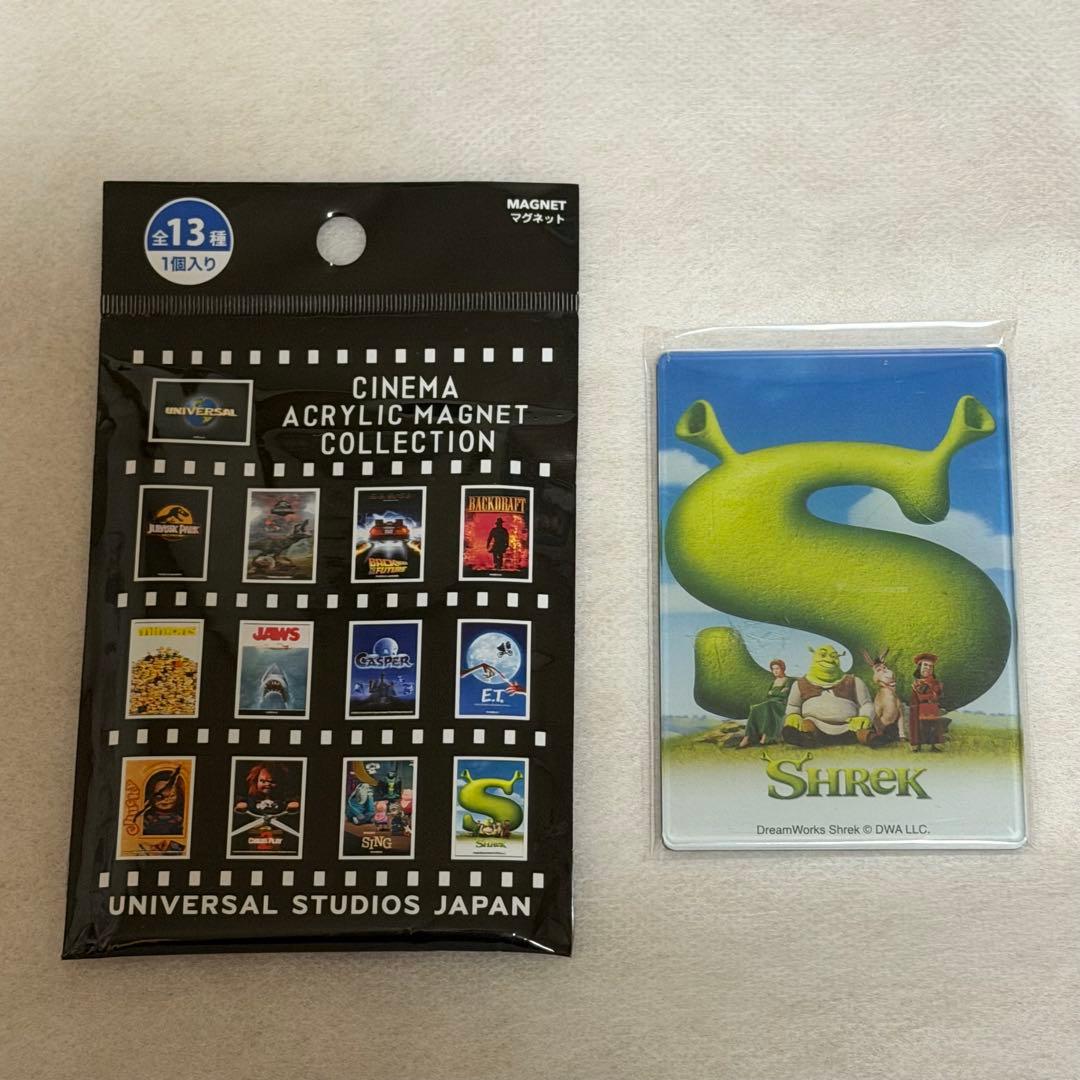 全13種
1個入り
MAGNET
マグネット
CINEMA
ACRYLIC MAGNET
COLLECTION
UNIVERSAL
JURASSIC PARK
BACK TO THE FUTURE
BACKDRAFT
minions
JAWS
CASPER
E.T.
CHILD'S PLAY
SING
SHREK
UNIVERSAL STUDIOS JAPAN
SHREK
DreamWorks Shrek © DWA LLC.